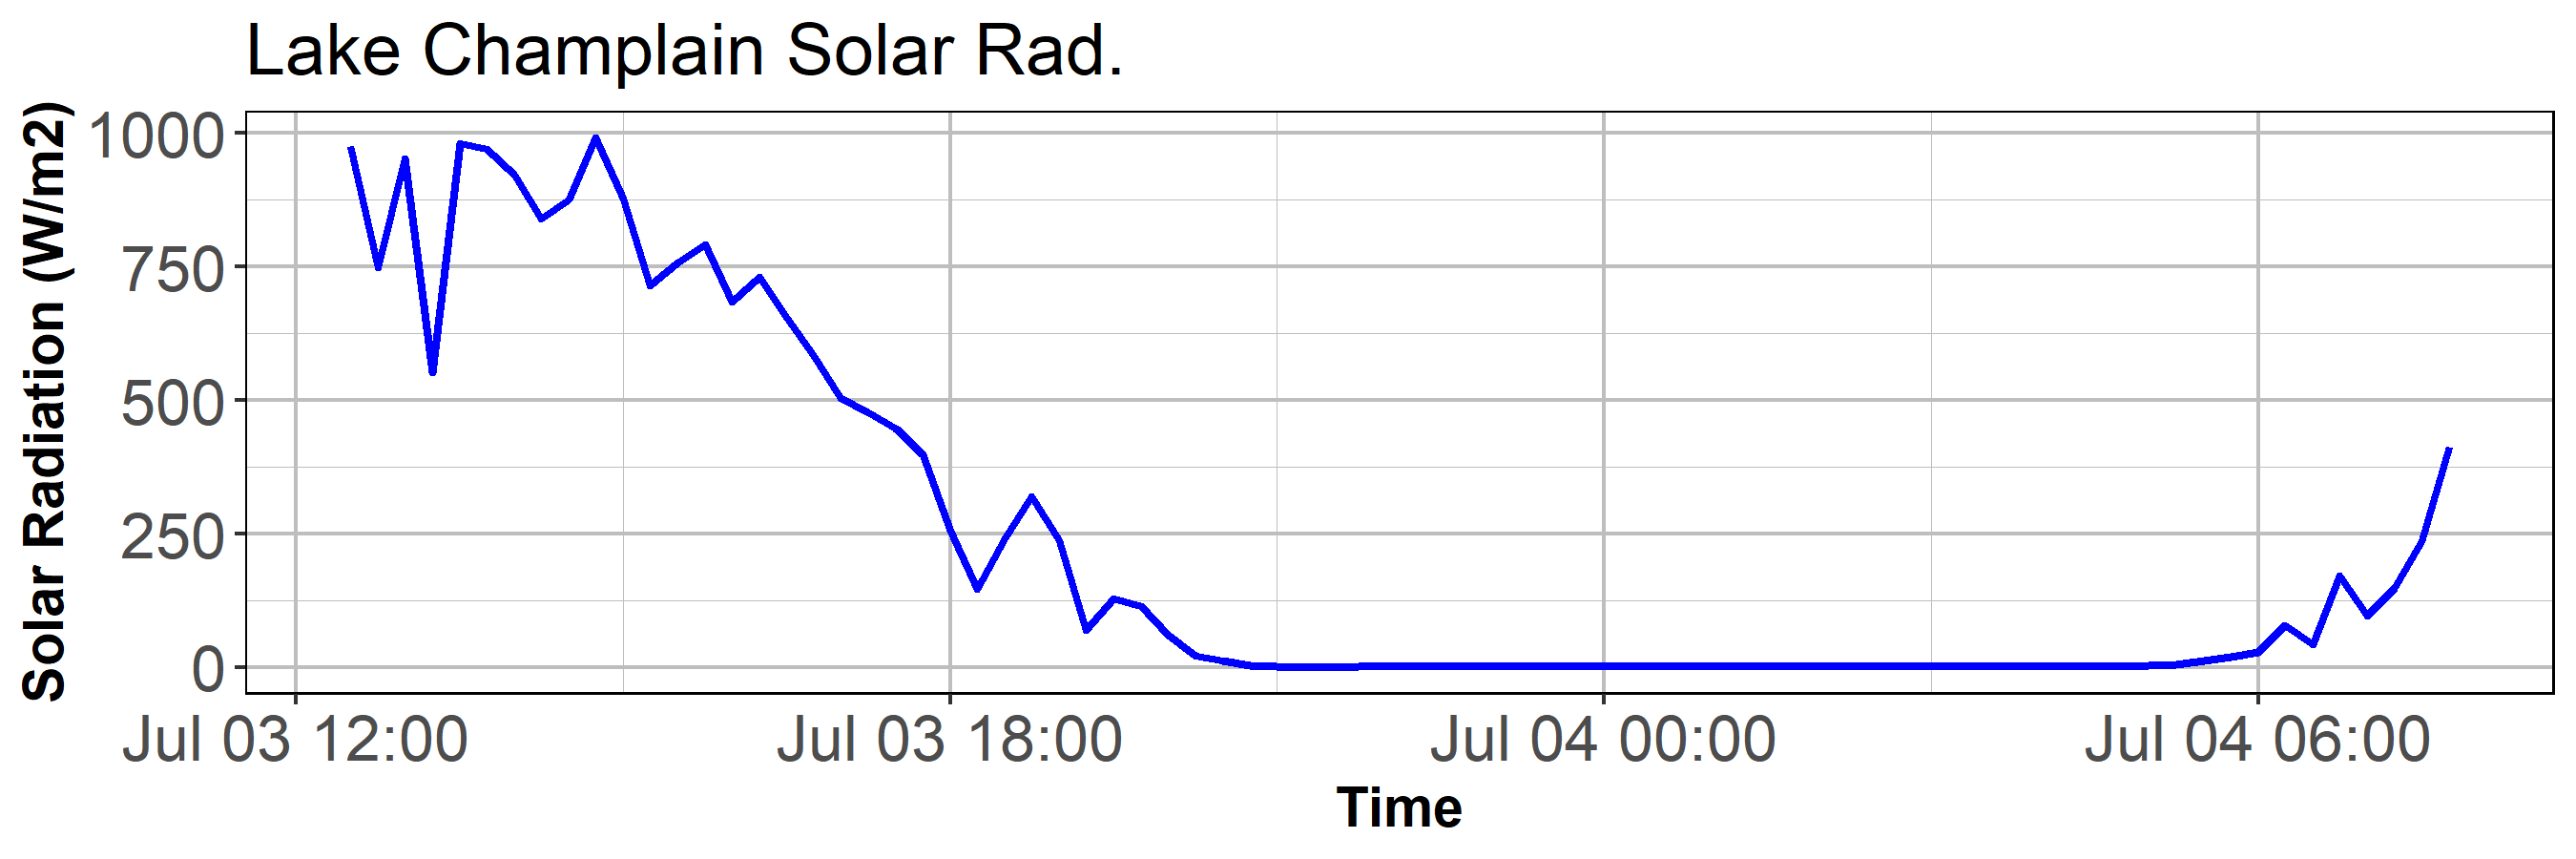 Lake Champlain Solar Rad.
Solar Radiation (W/m2)
1000
750
500
250
0
Jul 03 12:00
Jul 03 18:00
Jul 04 00:00
Jul 04 06:00
Time